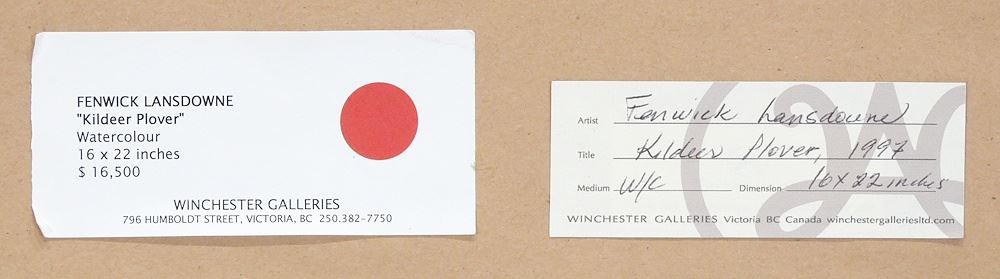 FENWICK LANSDOWNE
"Kildeer Plover"
Watercolour
16 x 22 inches
$ 16,500
WINCHESTER GALLERIES
796 HUMBOLDT STREET, VICTORIA, BC 250.382-7750
Artist Fenwick Lansdowne
Title Kildeer Plover, 1997
Medium W/C Dimension 16 x 22 inches
WINCHESTER GALLERIES Victoria BC Canada winchestergalleriesltd.com